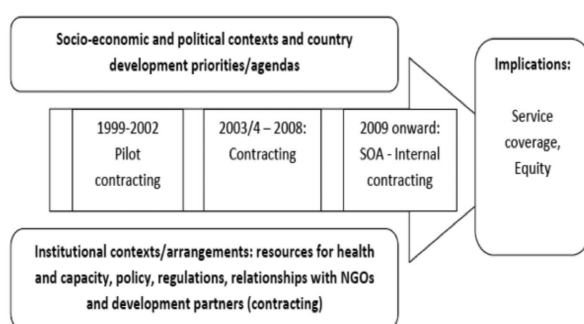 Socio-economic and political contexts and country
development priorities/agendas
Implications:
Service
coverage,
Equity
1999-2002
Pilot
contracting
2003/4 – 2008:
Contracting
2009 onward:
SOA - Internal
contracting
Institutional contexts/arrangements: resources for health
and capacity, policy, regulations, relationships with NGOs
and development partners (contracting)